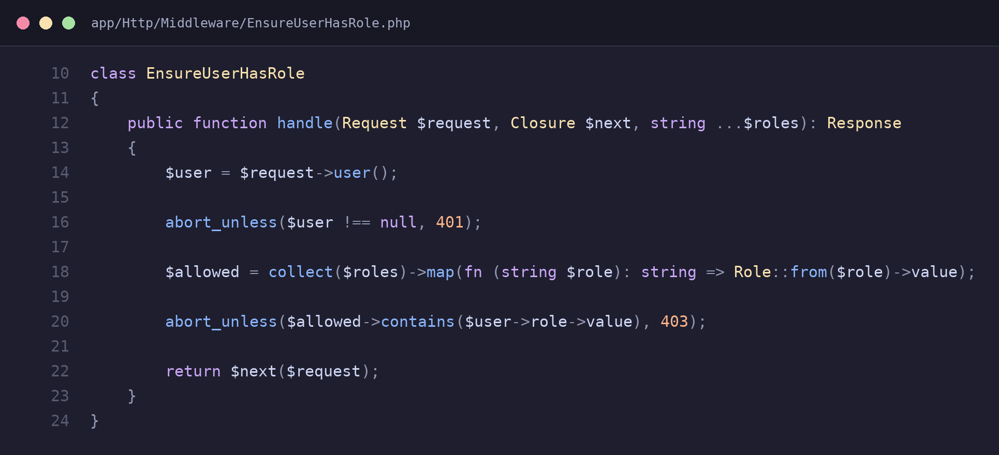 app/Http/Middleware/EnsureUserHasRole.php
10 class EnsureUserHasRole
11 {
12     public function handle(Request $request, Closure $next, string ...$roles): Response
13     {
14         $user = $request->user();
15
16         abort_unless($user !== null, 401);
17
18         $allowed = collect($roles)->map(fn (string $role): string => Role::from($role)->value);
19
20         abort_unless($allowed->contains($user->role->value), 403);
21
22         return $next($request);
23     }
24 }